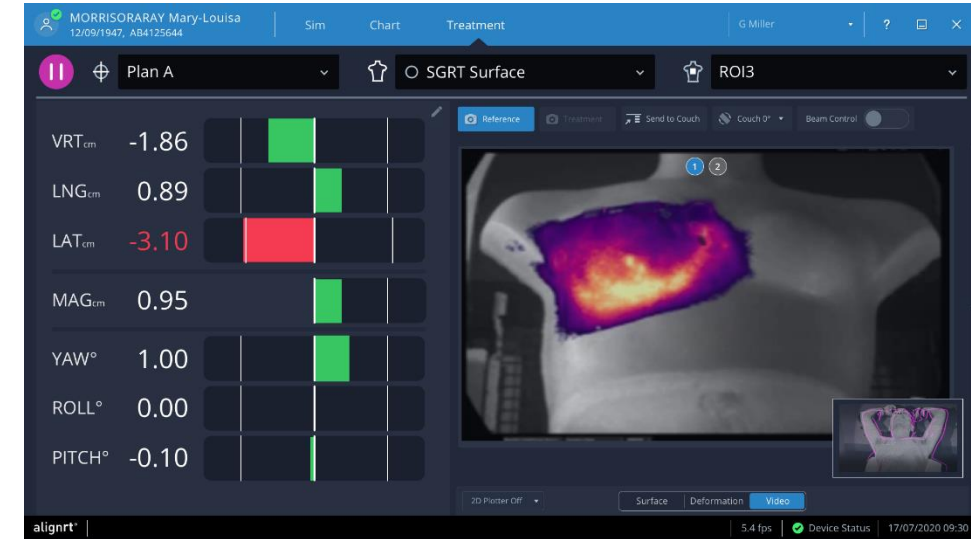 MORRISORARAY Mary-Louisa
12/09/1947, AB4125644
Sim Chart Treatment
G Miller ?
Plan A
SGRT Surface
ROI3
Reference Treatment Send to Couch Couch 0° Beam Control
1 2
VRTcm -1.86
LNGcm 0.89
LATcm -3.10
MAGcm 0.95
YAW° 1.00
ROLL° 0.00
PITCH° -0.10
2D Plotter Off
Surface Deformation Video
alignrt®
5.4 fps Device Status 17/07/2020 09:30